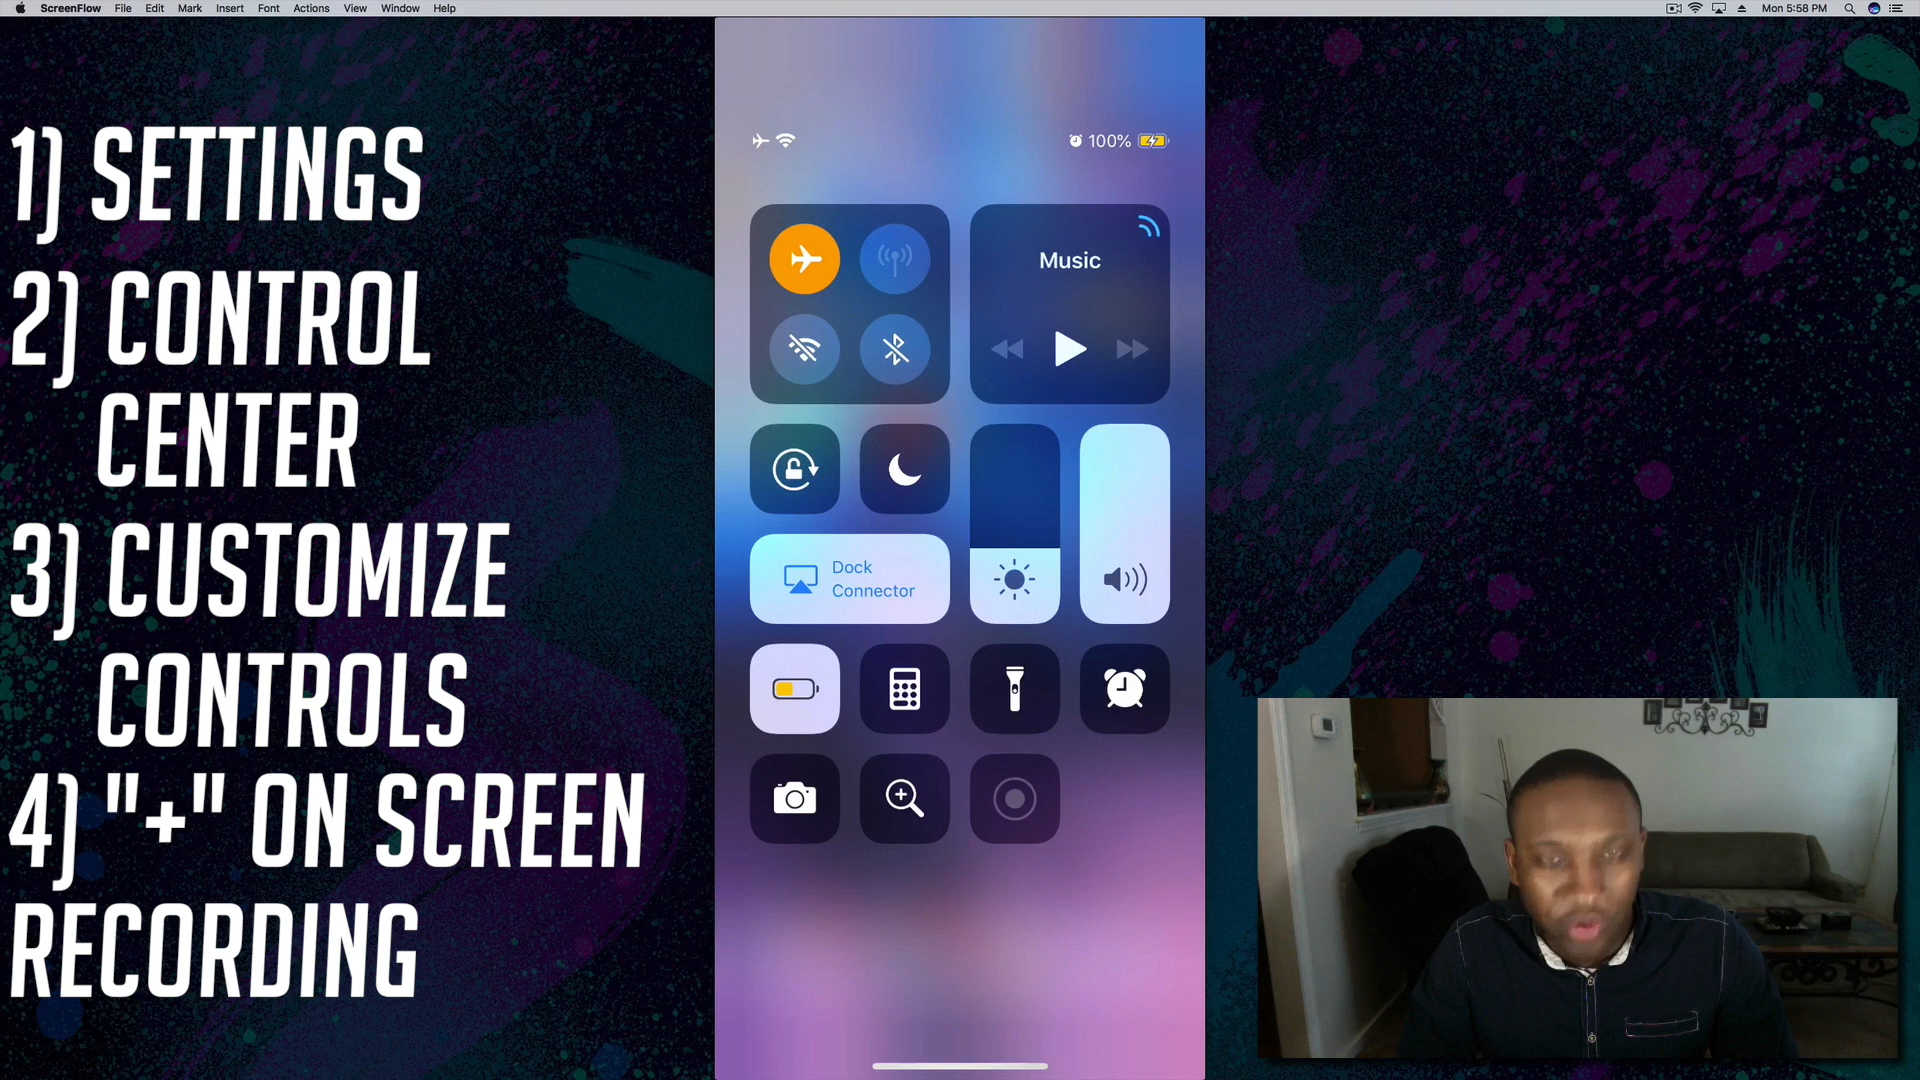 ScreenFlow File Edit Mark Insert Font Actions View Window Help Mon 5:58 PM
1) SETTINGS
2) CONTROL
CENTER
3) CUSTOMIZE
CONTROLS
4) "+" ON SCREEN
RECORDING
100%
Music
Dock
Connector